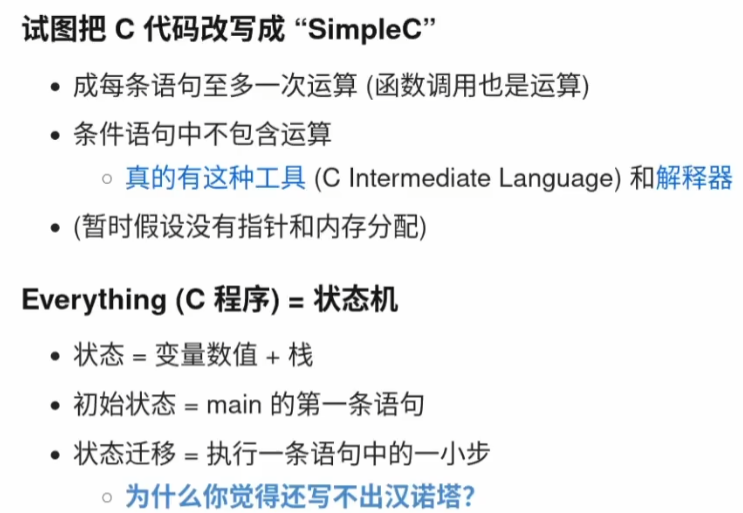 试图把 C 代码改写成 “SimpleC”
成每条语句至多一次运算 (函数调用也是运算)
条件语句中不包含运算
真的有这种工具 (C Intermediate Language) 和解释器
(暂时假设没有指针和内存分配)
Everything (C 程序) = 状态机
状态 = 变量数值 + 栈
初始状态 = main 的第一条语句
状态迁移 = 执行一条语句中的一小步
为什么你觉得还写不出汉诺塔?